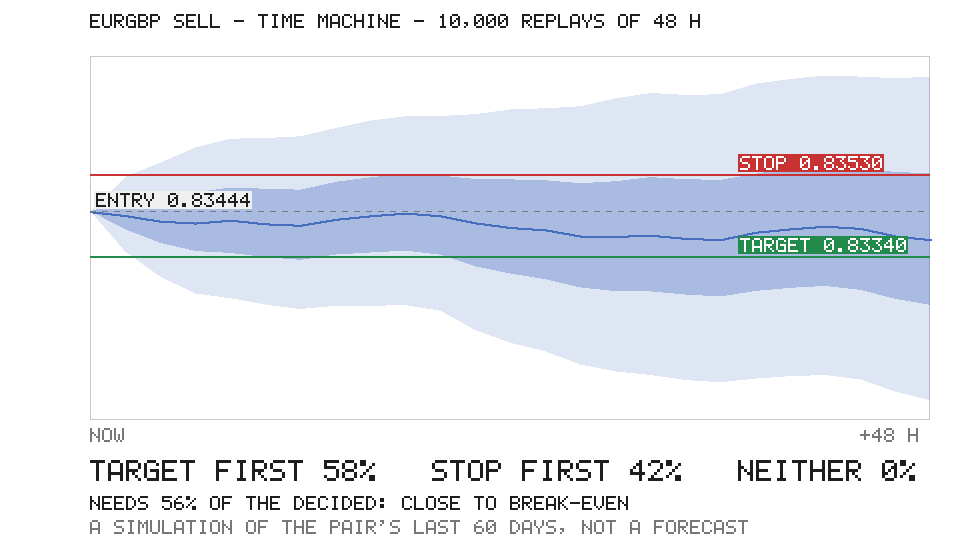 EURGBP SELL - TIME MACHINE - 10,000 REPLAYS OF 48 H
STOP 0.83530
ENTRY 0.83444
TARGET 0.83340
NOW +48 H
TARGET FIRST 58% STOP FIRST 42% NEITHER 0%
NEEDS 56% OF THE DECIDED: CLOSE TO BREAK-EVEN
A SIMULATION OF THE PAIR'S LAST 60 DAYS, NOT A FORECAST